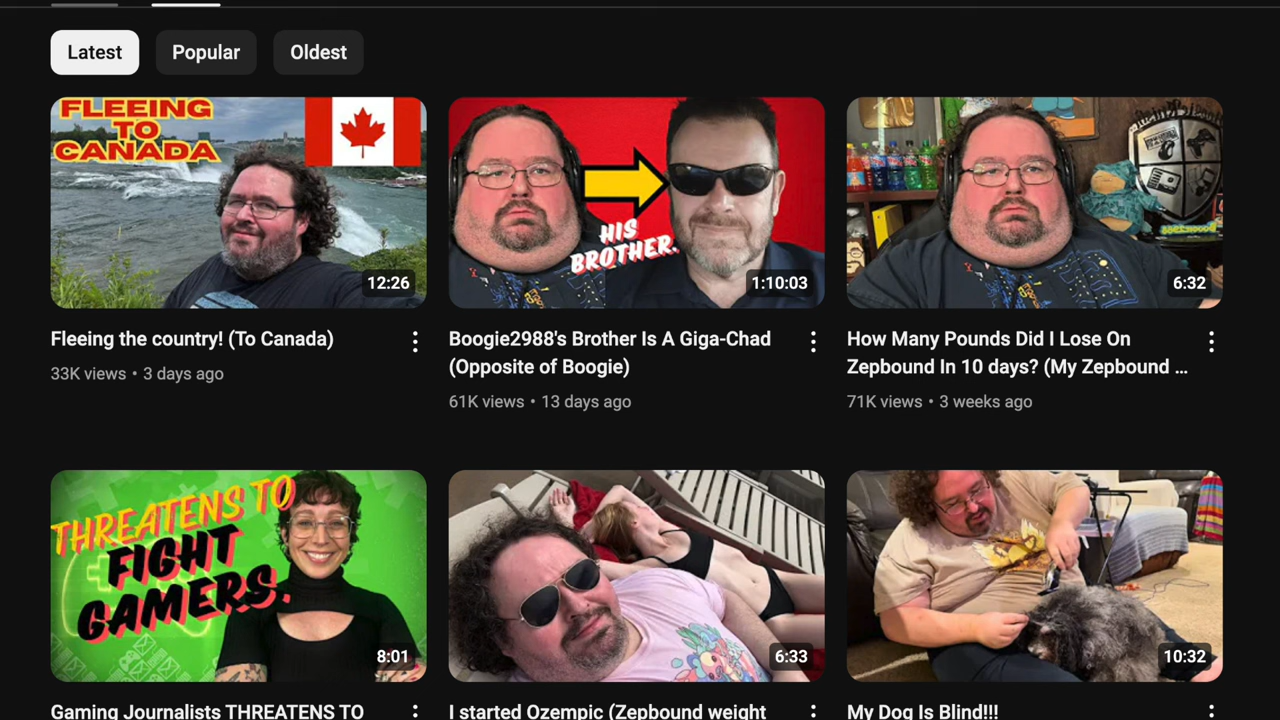 Latest
Popular
Oldest
FLEEING
TO
CANADA
12:26
HIS
BROTHER.
1:10:03
6:32
Fleeing the country! (To Canada)
33K views • 3 days ago
Boogie2988's Brother Is A Giga-Chad
(Opposite of Boogie)
61K views • 13 days ago
How Many Pounds Did I Lose On
Zepbound In 10 days? (My Zepbound ...
71K views • 3 weeks ago
THREATENS TO
FIGHT
GAMERS.
8:01
6:33
10:32
Gaming Journalists THREATENS TO
I started Ozempic (Zepbound weight
My Dog Is Blind!!!